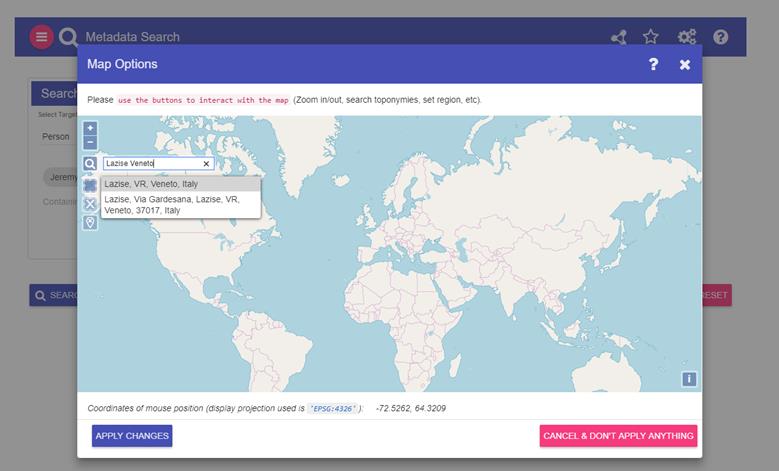 Metadata Search
Map Options
?
Search
Select Targe
Please use the buttons to interact with the map (Zoom in/out, search toponymies, set region, etc).
Person
+
−
Lazise Veneto
Jeremy
Lazise, VR, Veneto, Italy
Containin
Lazise, Via Gardesana, Lazise, VR,
Veneto, 37017, Italy
SEARC
RESET
i
Coordinates of mouse position (display projection used is "EPSG:4326" ): -72.5262, 64.3209
APPLY CHANGES
CANCEL & DON'T APPLY ANYTHING